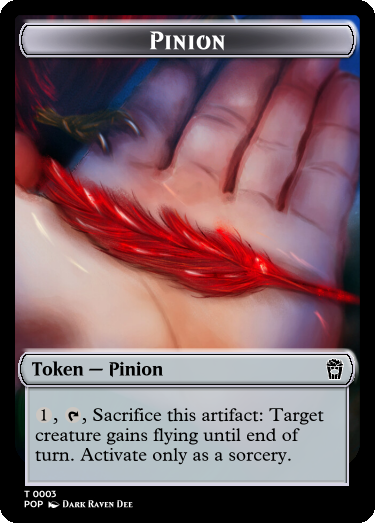 Pinion
Token — Pinion
1, T, Sacrifice this artifact: Target
creature gains flying until end of
turn. Activate only as a sorcery.
T 0003
POP Dark Raven Dee